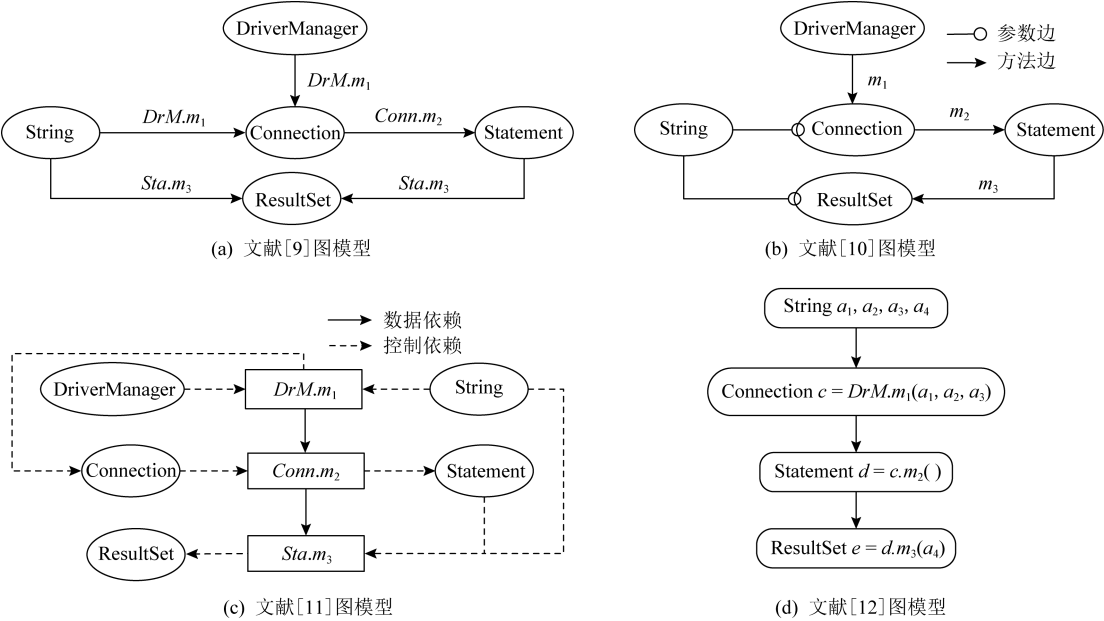 DriverManager
DrM.m₁
String
DrM.m₁
Connection
Conn.m₂
Statement
Sta.m₃
ResultSet
Sta.m₃
(a) 文献[9]图模型
DriverManager
参数边
方法边
m₁
String
Connection
m₂
Statement
ResultSet
m₃
(b) 文献[10]图模型
数据依赖
控制依赖
DriverManager
DrM.m₁
String
Connection
Conn.m₂
Statement
ResultSet
Sta.m₃
(c) 文献[11]图模型
String a₁, a₂, a₃, a₄
Connection c = DrM.m₁(a₁, a₂, a₃)
Statement d = c.m₂( )
ResultSet e = d.m₃(a₄)
(d) 文献[12]图模型